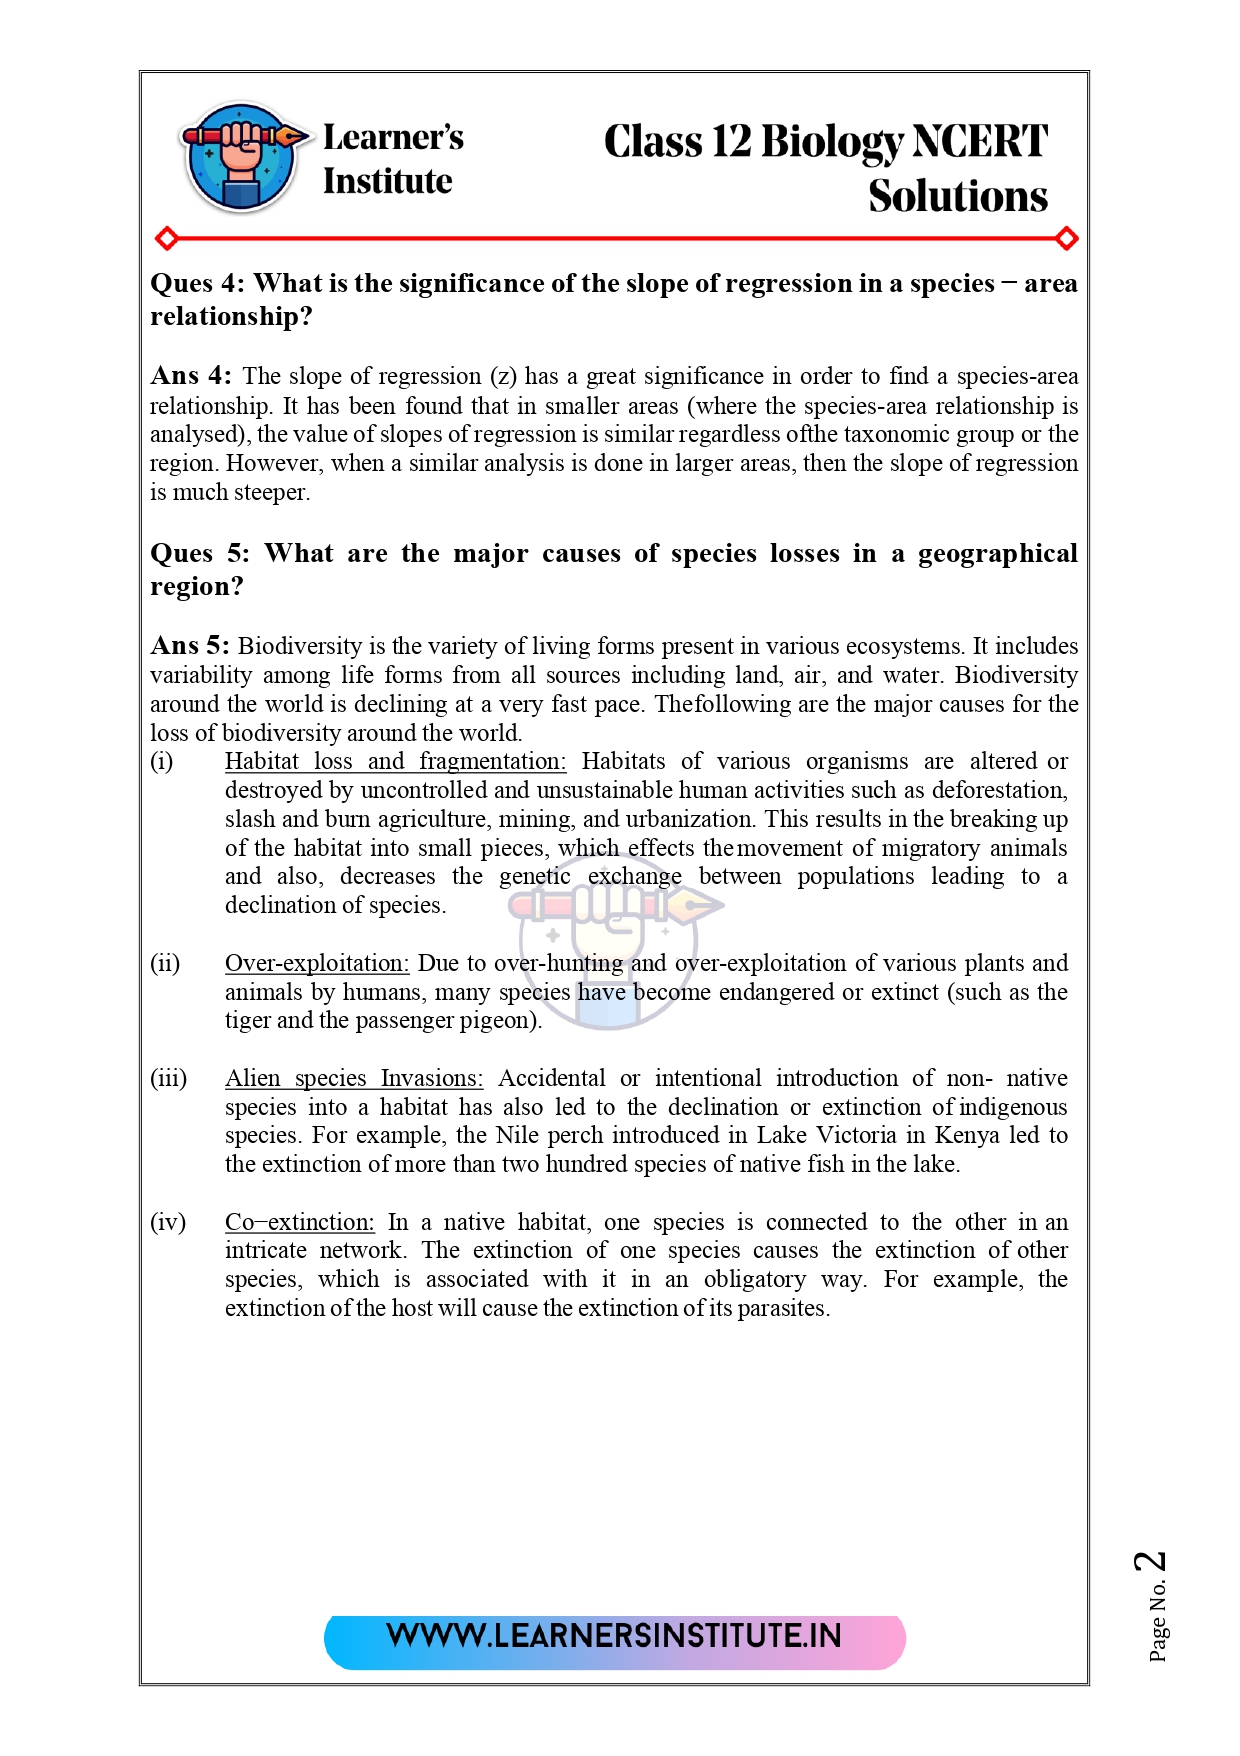 Learner's
Institute
Class 12 Biology NCERT
Solutions
Ques 4: What is the significance of the slope of regression in a species − area
relationship?
Ans 4: The slope of regression (z) has a great significance in order to find a species-area
relationship. It has been found that in smaller areas (where the species-area relationship is
analysed), the value of slopes of regression is similar regardless ofthe taxonomic group or the
region. However, when a similar analysis is done in larger areas, then the slope of regression
is much steeper.
Ques 5: What are the major causes of species losses in a geographical
region?
Ans 5: Biodiversity is the variety of living forms present in various ecosystems. It includes
variability among life forms from all sources including land, air, and water. Biodiversity
around the world is declining at a very fast pace. Thefollowing are the major causes for the
loss of biodiversity around the world.
(i) Habitat loss and fragmentation: Habitats of various organisms are altered or
destroyed by uncontrolled and unsustainable human activities such as deforestation,
slash and burn agriculture, mining, and urbanization. This results in the breaking up
of the habitat into small pieces, which effects the movement of migratory animals
and also, decreases the genetic exchange between populations leading to a
declination of species.
(ii) Over-exploitation: Due to over-hunting and over-exploitation of various plants and
animals by humans, many species have become endangered or extinct (such as the
tiger and the passenger pigeon).
(iii) Alien species Invasions: Accidental or intentional introduction of non- native
species into a habitat has also led to the declination or extinction of indigenous
species. For example, the Nile perch introduced in Lake Victoria in Kenya led to
the extinction of more than two hundred species of native fish in the lake.
(iv) Co−extinction: In a native habitat, one species is connected to the other in an
intricate network. The extinction of one species causes the extinction of other
species, which is associated with it in an obligatory way. For example, the
extinction of the host will cause the extinction of its parasites.
Page No. 2
WWW.LEARNERSINSTITUTE.IN